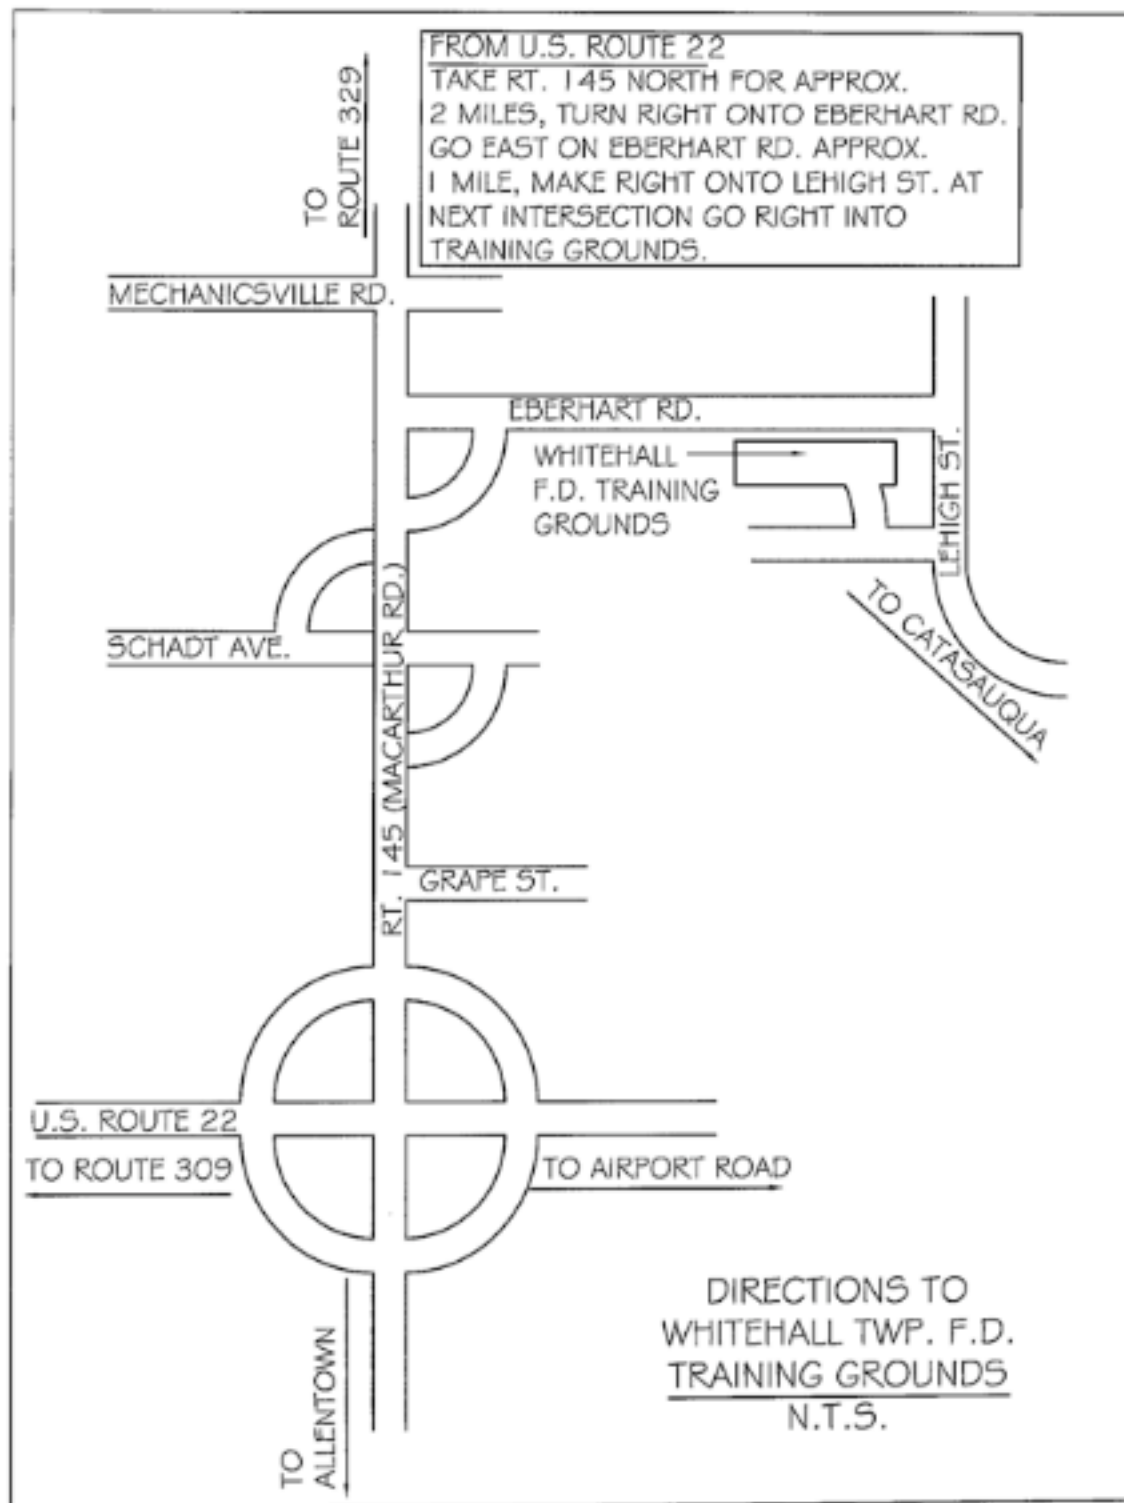 FROM U.S. ROUTE 22
TAKE RT. 145 NORTH FOR APPROX.
2 MILES, TURN RIGHT ONTO EBERHART RD.
GO EAST ON EBERHART RD. APPROX.
1 MILE, MAKE RIGHT ONTO LEHIGH ST. AT
NEXT INTERSECTION GO RIGHT INTO
TRAINING GROUNDS.
TO
ROUTE 329
MECHANICSVILLE RD.
EBERHART RD.
WHITEHALL
F.D. TRAINING
GROUNDS
LEHIGH ST.
TO CATASAUQUA
SCHADT AVE.
RT. 145 (MACARTHUR RD.)
GRAPE ST.
U.S. ROUTE 22
TO ROUTE 309
TO AIRPORT ROAD
TO
ALLENTOWN
DIRECTIONS TO
WHITEHALL TWP. F.D.
TRAINING GROUNDS
N.T.S.